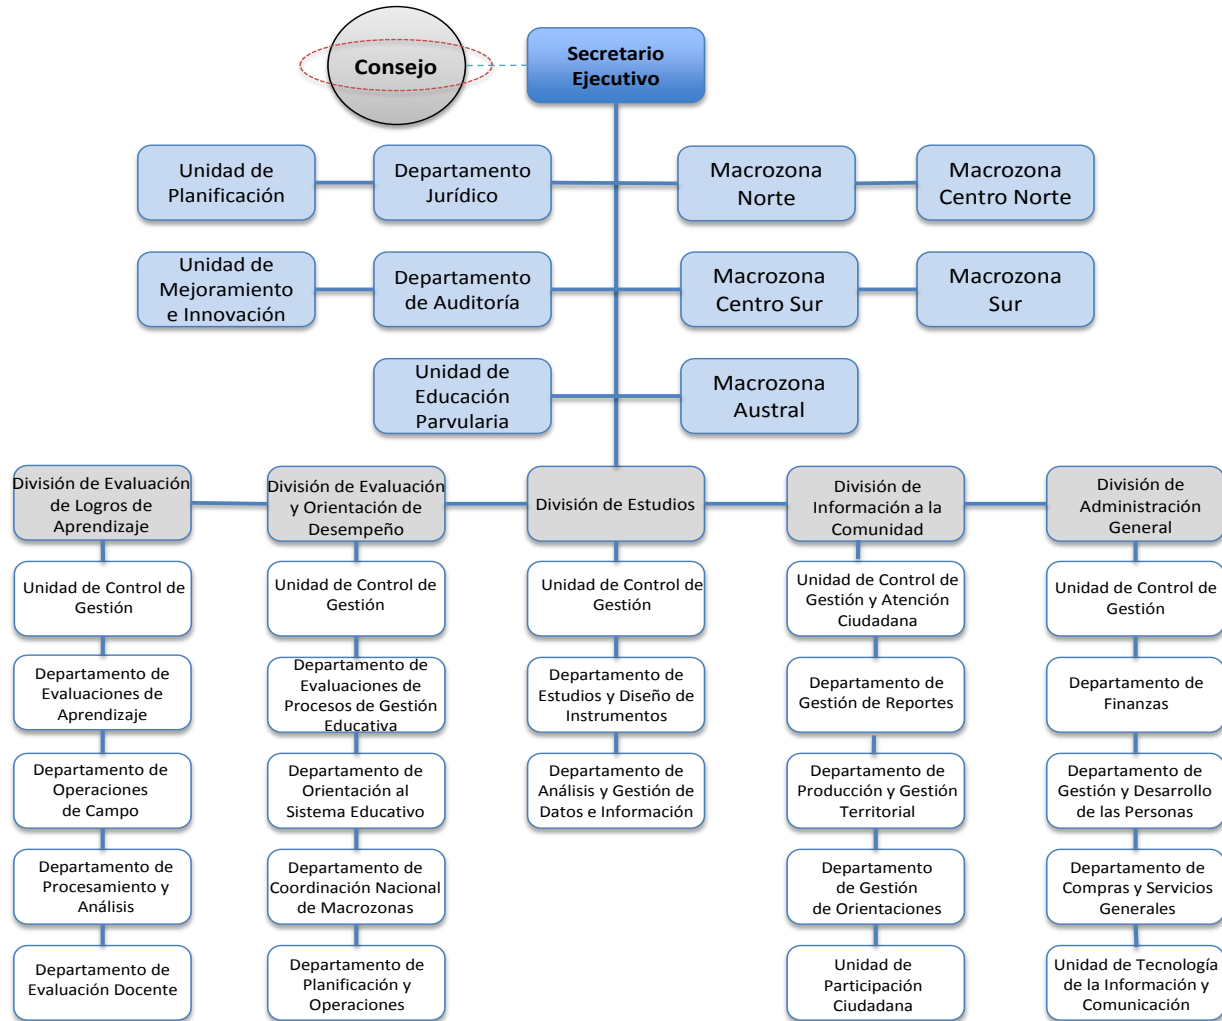 Consejo
Secretario
Ejecutivo
Unidad de
Planificación
Departamento
Jurídico
Macrozona
Norte
Macrozona
Centro Norte
Unidad de
Mejoramiento
e Innovación
Departamento
de Auditoría
Macrozona
Centro Sur
Macrozona
Sur
Unidad de
Educación
Parvularia
Macrozona
Austral
División de Evaluación
de Logros de
Aprendizaje
División de Evaluación
y Orientación de
Desempeño
División de Estudios
División de
Información a la
Comunidad
División de
Administración
General
Unidad de Control de
Gestión
Unidad de Control de
Gestión
Unidad de Control de
Gestión
Unidad de Control de
Gestión y Atención
Ciudadana
Unidad de Control de
Gestión
Departamento de
Evaluaciones de
Aprendizaje
Departamento de
Evaluaciones de
Procesos de Gestión
Educativa
Departamento de
Estudios y Diseño de
Instrumentos
Departamento de
Gestión de Reportes
Departamento de
Finanzas
Departamento de
Operaciones
de Campo
Departamento de
Orientación al
Sistema Educativo
Departamento de
Análisis y Gestión de
Datos e Información
Departamento de
Producción y Gestión
Territorial
Departamento de
Gestión y Desarrollo
de las Personas
Departamento de
Procesamiento y
Análisis
Departamento de
Coordinación Nacional
de Macrozonas
Departamento
de Gestión
de Orientaciones
Departamento de
Compras y Servicios
Generales
Departamento de
Evaluación Docente
Departamento de
Planificación y
Operaciones
Unidad de
Participación
Ciudadana
Unidad de Tecnología
de la Información y
Comunicación